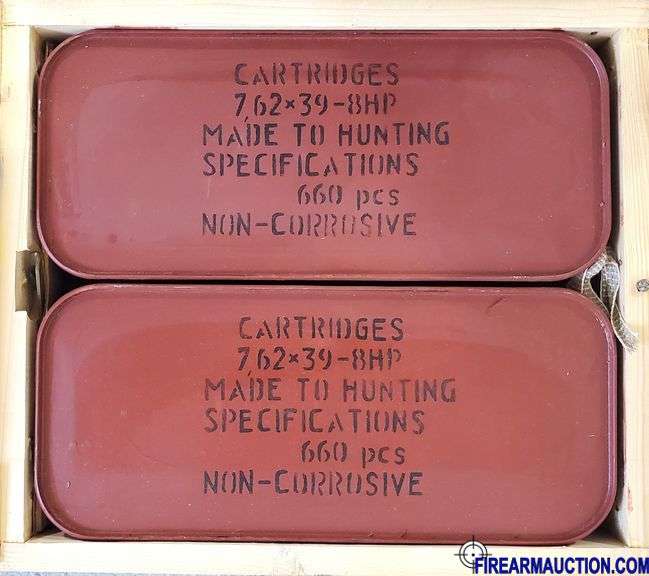 CARTRIDGES
7,62×39-8HP
MADE TO HUNTING
SPECIFICATIONS
660 pcs
NON-CORROSIVE
CARTRIDGES
7,62×39-8HP
MADE TO HUNTING
SPECIFICATIONS
660 pcs
NON-CORROSIVE
FIREARMAUCTION.COM